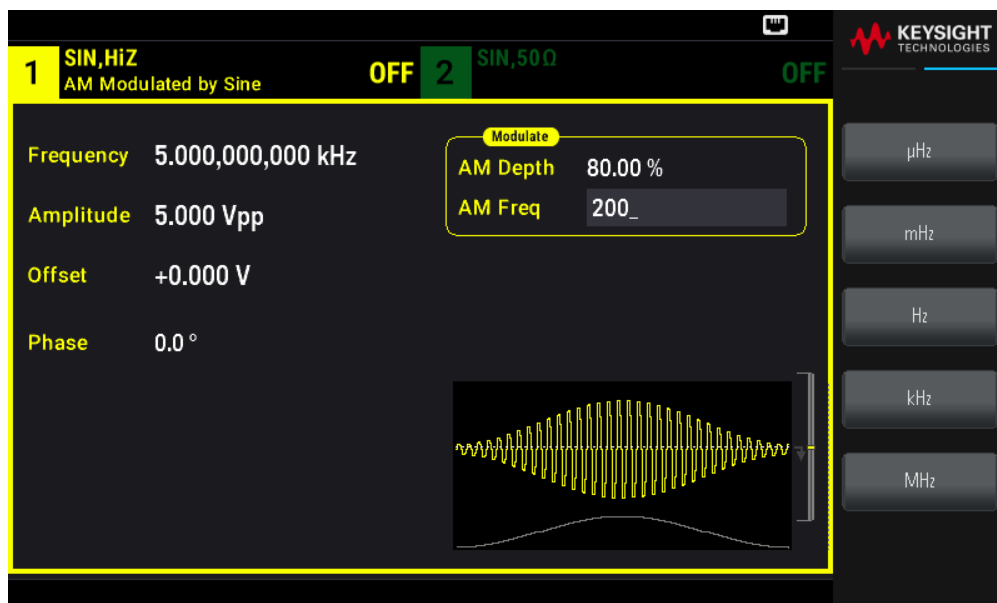 KEYSIGHT
TECHNOLOGIES
1
SIN,HiZ
AM Modulated by Sine
OFF
2
SIN,50Ω
OFF
Frequency 5.000,000,000 kHz
Amplitude 5.000 Vpp
Offset +0.000 V
Phase 0.0 °
Modulate
AM Depth 80.00 %
AM Freq 200_
µHz
mHz
Hz
kHz
MHz